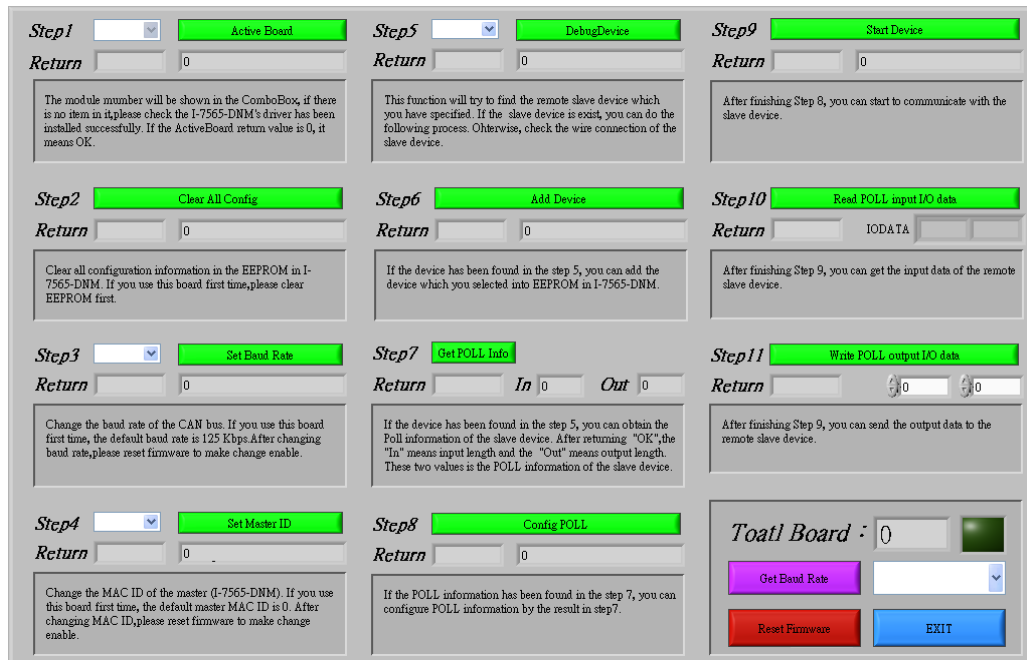 Step1
Active Board
Return
0
The module mumber will be shown in the ComboBox, if there
is no item in it,please check the I-7565-DNM's driver has been
installed successfully. If the ActiveBoard return value is 0, it
means OK.
Step2
Clear All Config
Return
0
Clear all configuration information in the EEPROM in I-
7565-DNM. If you use this board first time,please clear
EEPROM first.
Step3
Set Baud Rate
Return
0
Change the baud rate of the CAN bus. If you use this board
first time, the default baud rate is 125 Kbps.After changing
baud rate,please reset firmware to make change enable.
Step4
Set Master ID
Return
0
Change the MAC ID of the master (I-7565-DNM). If you use
this board first time, the default master MAC ID is 0. After
changing MAC ID,please reset firmware to make change
enable.
Step5
DebugDevice
Return
0
This function will try to find the remote slave device which
you have specified. If the slave device is exist, you can do the
following process. Ohterwise, check the wire connection of the
slave device.
Step6
Add Device
Return
0
If the device has been found in the step 5, you can add the
device which you selected into EEPROM in I-7565-DNM.
Step7
Get POLL Info
Return
In 0
Out 0
If the device has been found in the step 5, you can obtain the
Poll information of the slave device. After returning "OK",the
"In" means input length and the "Out" means output length.
These two values is the POLL information of the slave device.
Step8
Config POLL
Return
0
If the POLL information has been found in the step 7, you can
configure POLL information by the result in step7.
Step9
Start Device
Return
0
After finishing Step 8, you can start to communicate with the
slave device.
Step10
Read POLL input I/O data
Return
IODATA
After finishing Step 9, you can get the input data of the remote
slave device.
Step11
Write POLL output I/O data
Return
0
0
After finishing Step 9, you can send the output data to the
remote slave device.
Toatl Board : 0
Get Baud Rate
Reset Firmware
EXIT